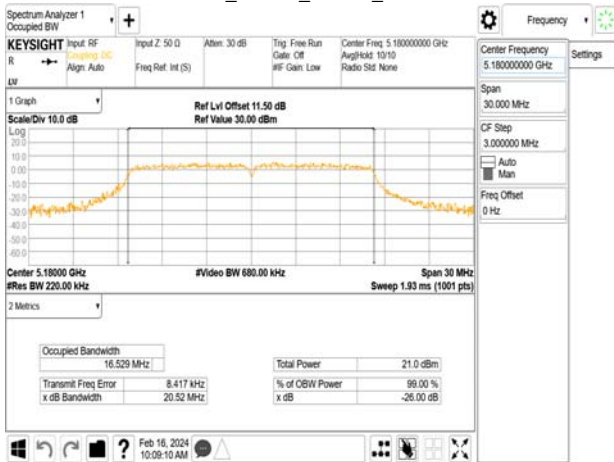 Spectrum Analyzer 1
Occupied BW
Frequency
KEYSIGHT
Input: RF
Coupling: DC
Align: Auto
Input Z: 50 Ω
Freq Ref: Int (S)
Atten: 30 dB
Trig: Free Run
Gate: Off
#IF Gain: Low
Center Freq: 5.180000000 GHz
Avg|Hold: 10/10
Radio Std: None
R
LV
Center Frequency
5.180000000 GHz
Settings
Span
30.000 MHz
CF Step
3.000000 MHz
Auto
Man
Freq Offset
0 Hz
1 Graph
Scale/Div 10.0 dB
Ref Lvl Offset 11.50 dB
Ref Value 30.00 dBm
Log
20.0
10.0
0.00
-10.0
-20.0
-30.0
-40.0
-50.0
-60.0
Center 5.18000 GHz
#Res BW 220.00 kHz
#Video BW 680.00 kHz
Span 30 MHz
Sweep 1.93 ms (1001 pts)
2 Metrics
Occupied Bandwidth
16.529 MHz
Total Power 21.0 dBm
Transmit Freq Error 8.417 kHz
% of OBW Power 99.00 %
x dB Bandwidth 20.52 MHz
x dB -26.00 dB
Feb 16, 2024
10:09:10 AM